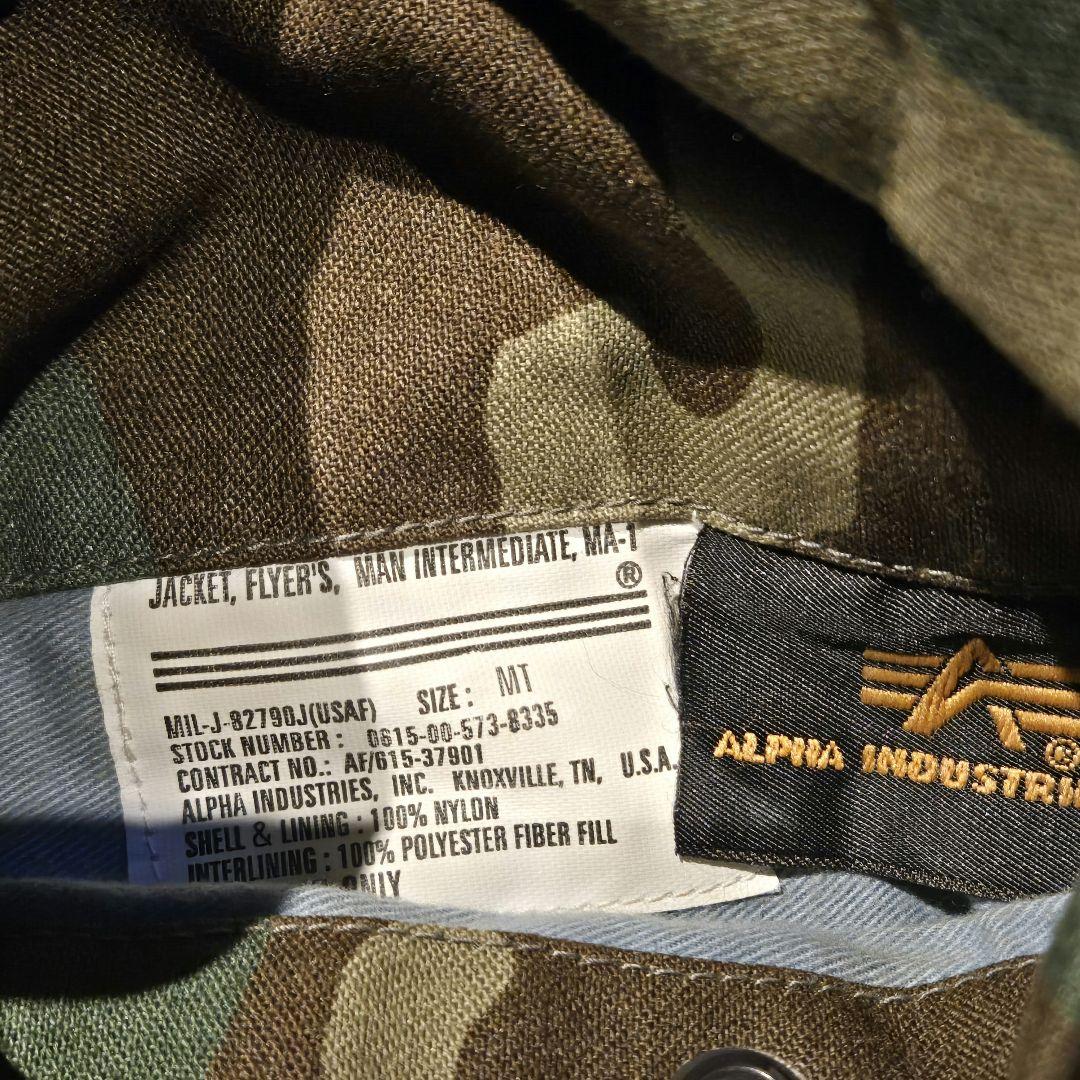 JACKET, FLYER'S, MAN INTERMEDIATE, MA-1
®
MIL-J-82790J(USAF) SIZE: MT
STOCK NUMBER: 0615-00-573-8335
CONTRACT NO.: AF/615-37901
ALPHA INDUSTRIES, INC. KNOXVILLE, TN, U.S.A.
SHELL & LINING : 100% NYLON
INTERLINING : 100% POLYESTER FIBER FILL
ONLY
®
ALPHA